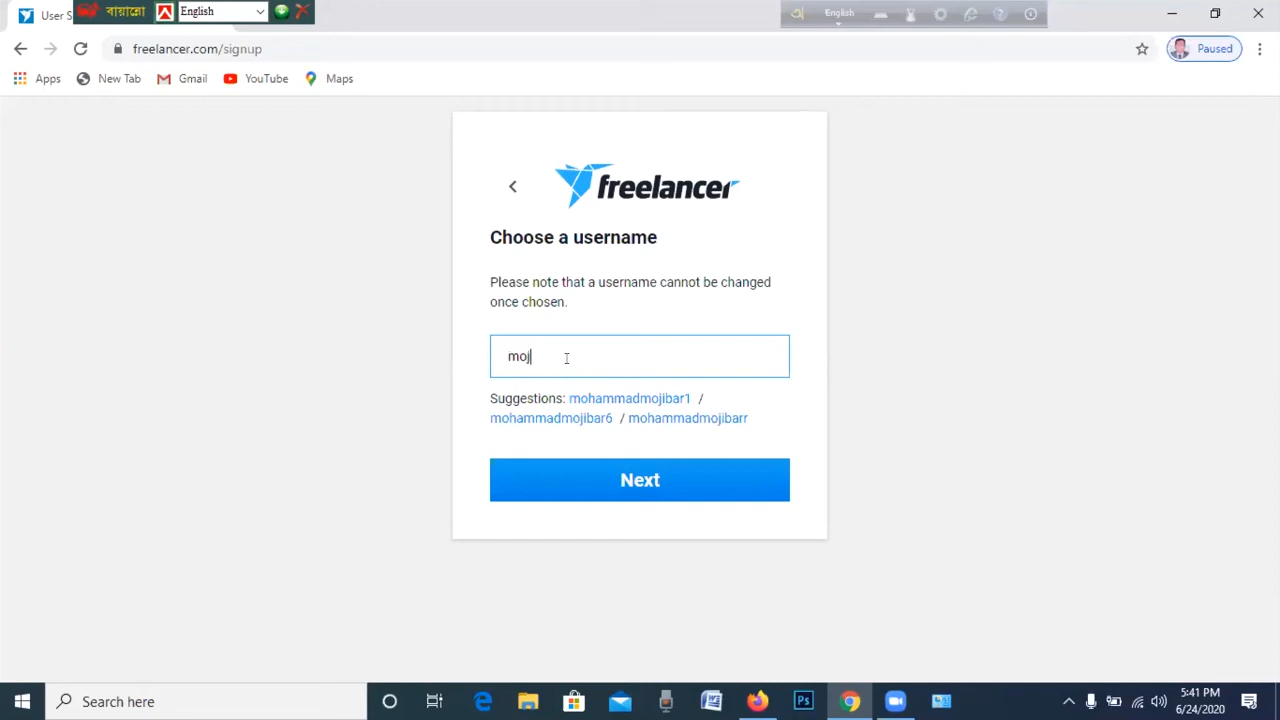 User S
বায়ান্নো
English
English
freelancer.com/signup
Paused
Apps
New Tab
Gmail
YouTube
Maps
freelancer
Choose a username
Please note that a username cannot be changed
once chosen.
moj
Suggestions: mohammadmojibar1 /
mohammadmojibar6 / mohammadmojibarr
Next
Search here
5:41 PM
6/24/2020